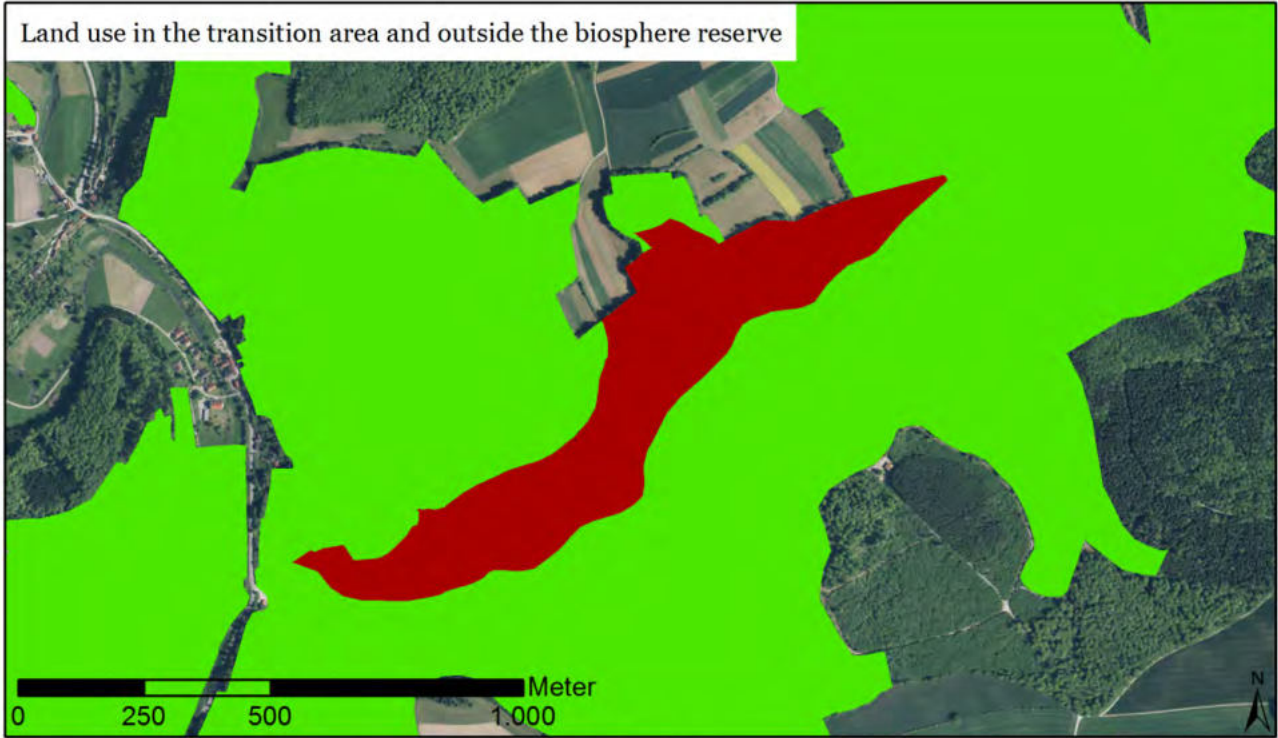 Land use in the transition area and outside the biosphere reserve
N
Meter
0 250 500 1.000